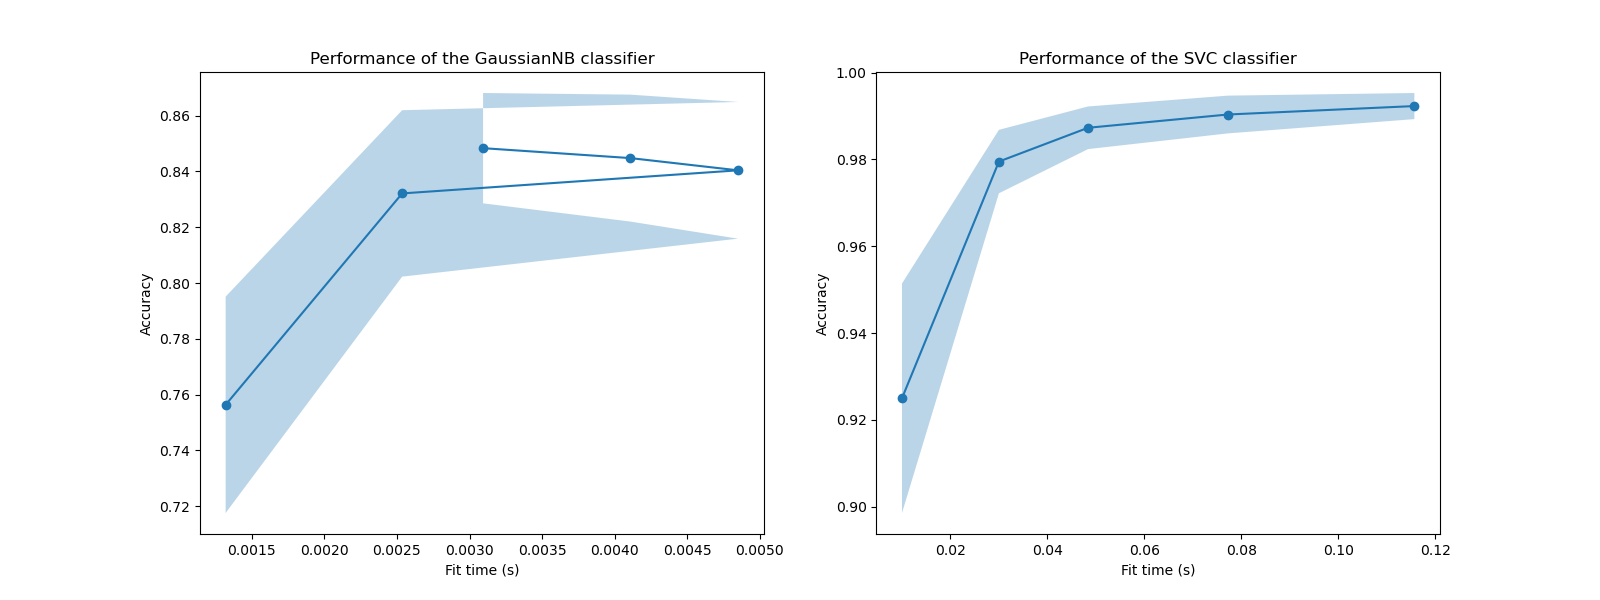 Performance of the GaussianNB classifier
Accuracy
0.86
0.84
0.82
0.80
0.78
0.76
0.74
0.72
0.0015 0.0020 0.0025 0.0030 0.0035 0.0040 0.0045 0.0050
Fit time (s)
Performance of the SVC classifier
Accuracy
1.00
0.98
0.96
0.94
0.92
0.90
0.02 0.04 0.06 0.08 0.10 0.12
Fit time (s)